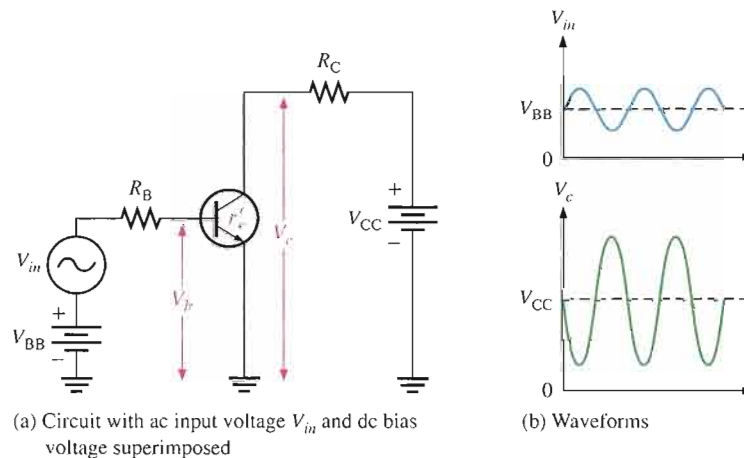 V_in
R_C
V_BB
0
R_B
r'_e
V_c
+
V_CC
−
V_in
V_b
+
V_BB
−
V_c
V_CC
0
(a) Circuit with ac input voltage V_in and dc bias
voltage superimposed
(b) Waveforms